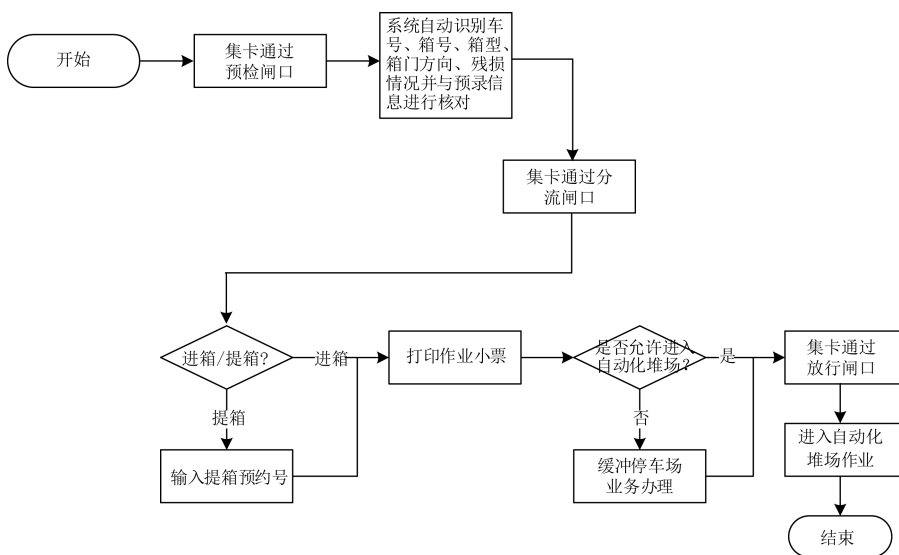 开始
集卡通过
预检闸口
系统自动识别车
号、箱号、箱型、
箱门方向、残损
情况并与预录信
息进行核对
集卡通过分
流闸口
进箱/提箱?
进箱
提箱
输入提箱预约号
打印作业小票
是否允许进入
自动化堆场?
是
否
缓冲停车场
业务办理
集卡通过
放行闸口
进入自动化
堆场作业
结束